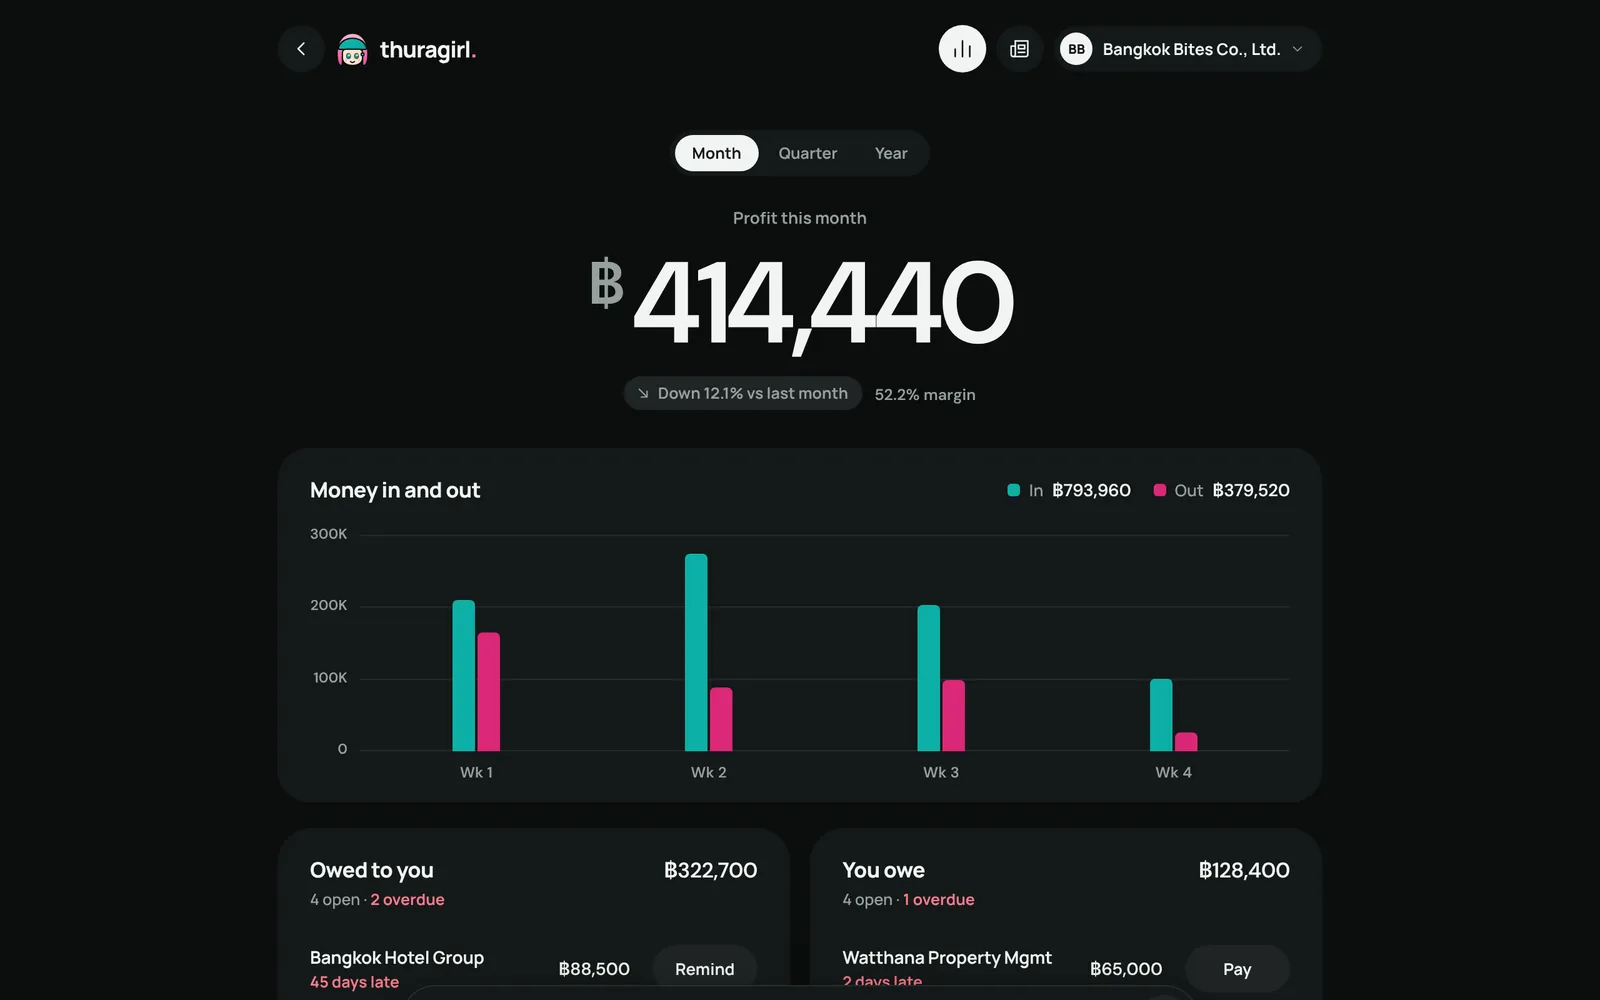 thuragirl.
BB Bangkok Bites Co., Ltd.
Month Quarter Year
Profit this month
฿414,440
Down 12.1% vs last month 52.2% margin
Money in and out
In ฿793,960 Out ฿379,520
300K
200K
100K
0
Wk 1 Wk 2 Wk 3 Wk 4
Owed to you ฿322,700
4 open · 2 overdue
Bangkok Hotel Group
45 days late
฿88,500 Remind
You owe ฿128,400
4 open · 1 overdue
Watthana Property Mgmt
2 days late
฿65,000 Pay